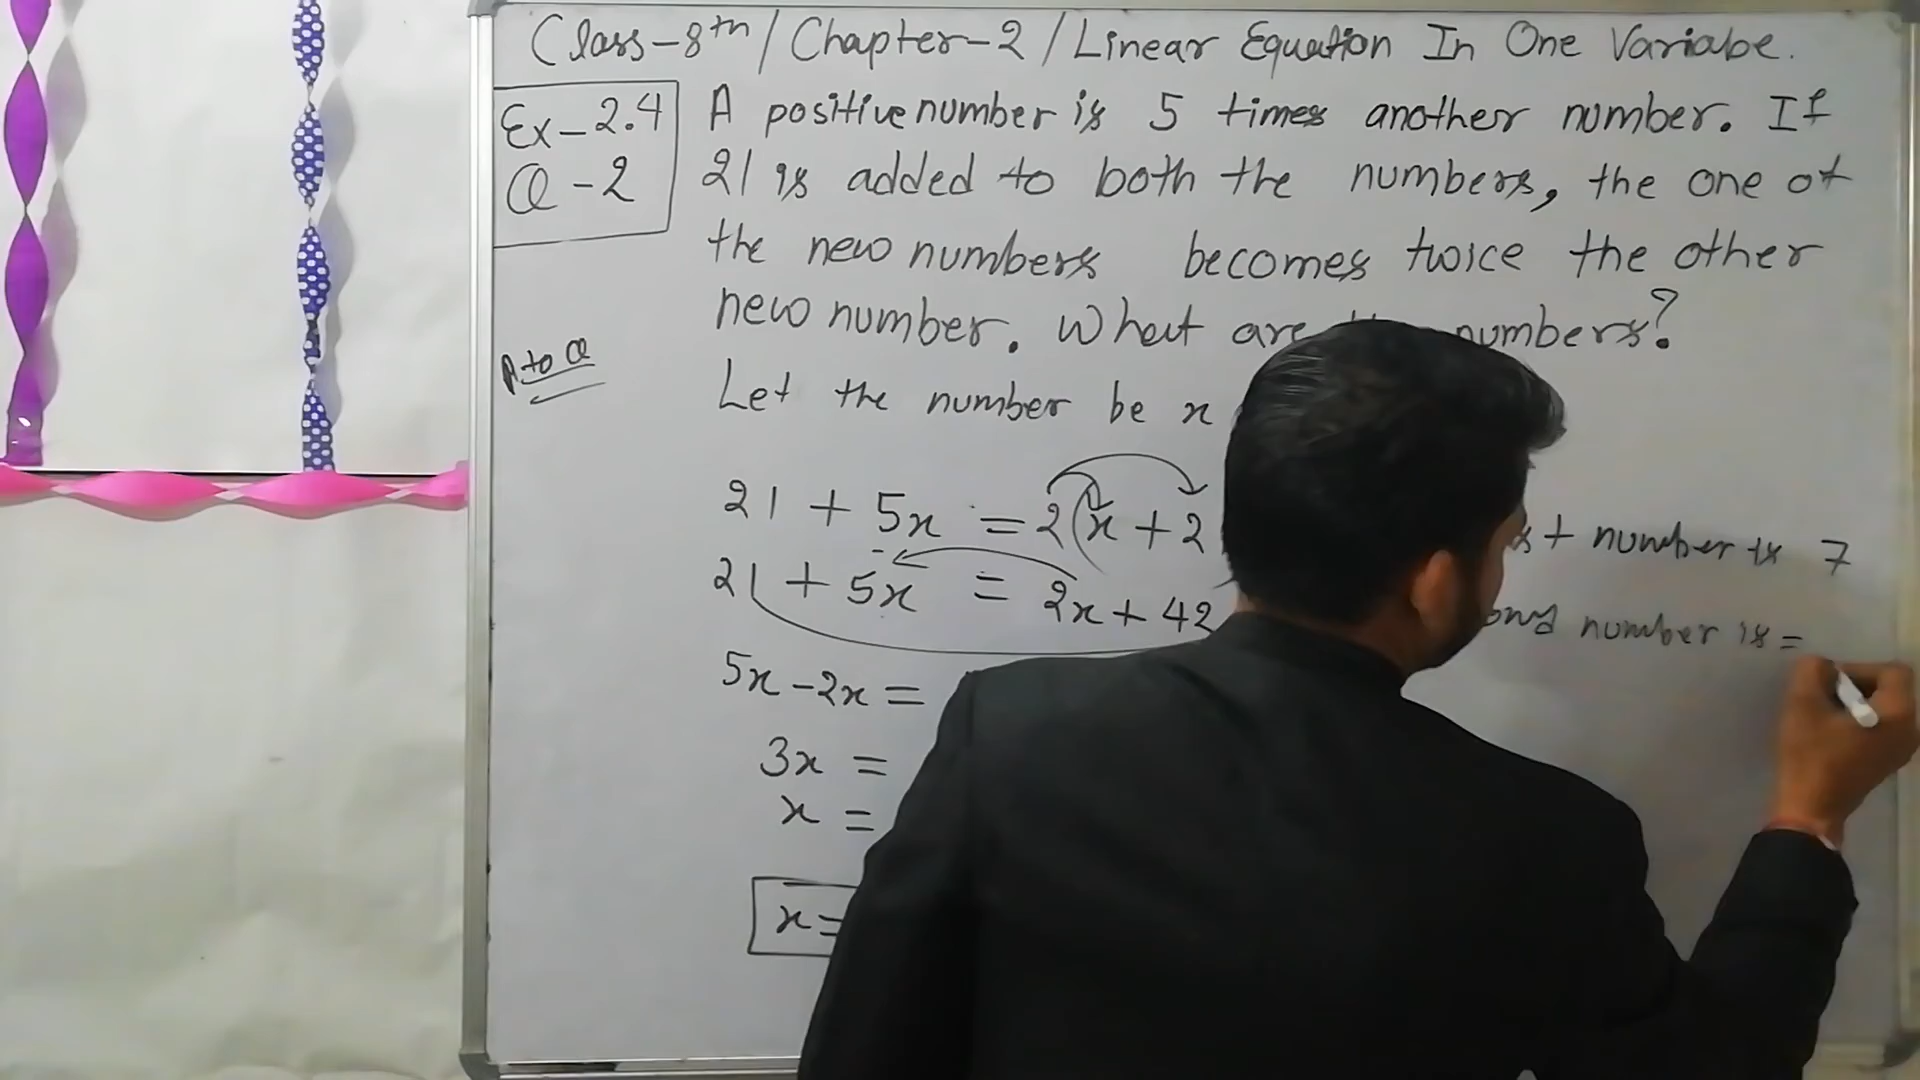 Class-8th/Chapter-2/Linear Equation In One Variabe.
Ex-2.4
Q-2
A positive number is 5 times another number. If
21 is added to both the numbers, the one of
the new numbers becomes twice the other
new number. What are numbers?
A to Q
Let the number be x
21 + 5x = 2(x + 2
21 + 5x = 2x + 42
5x - 2x =
3x =
x =
x =
number is 7
number is =